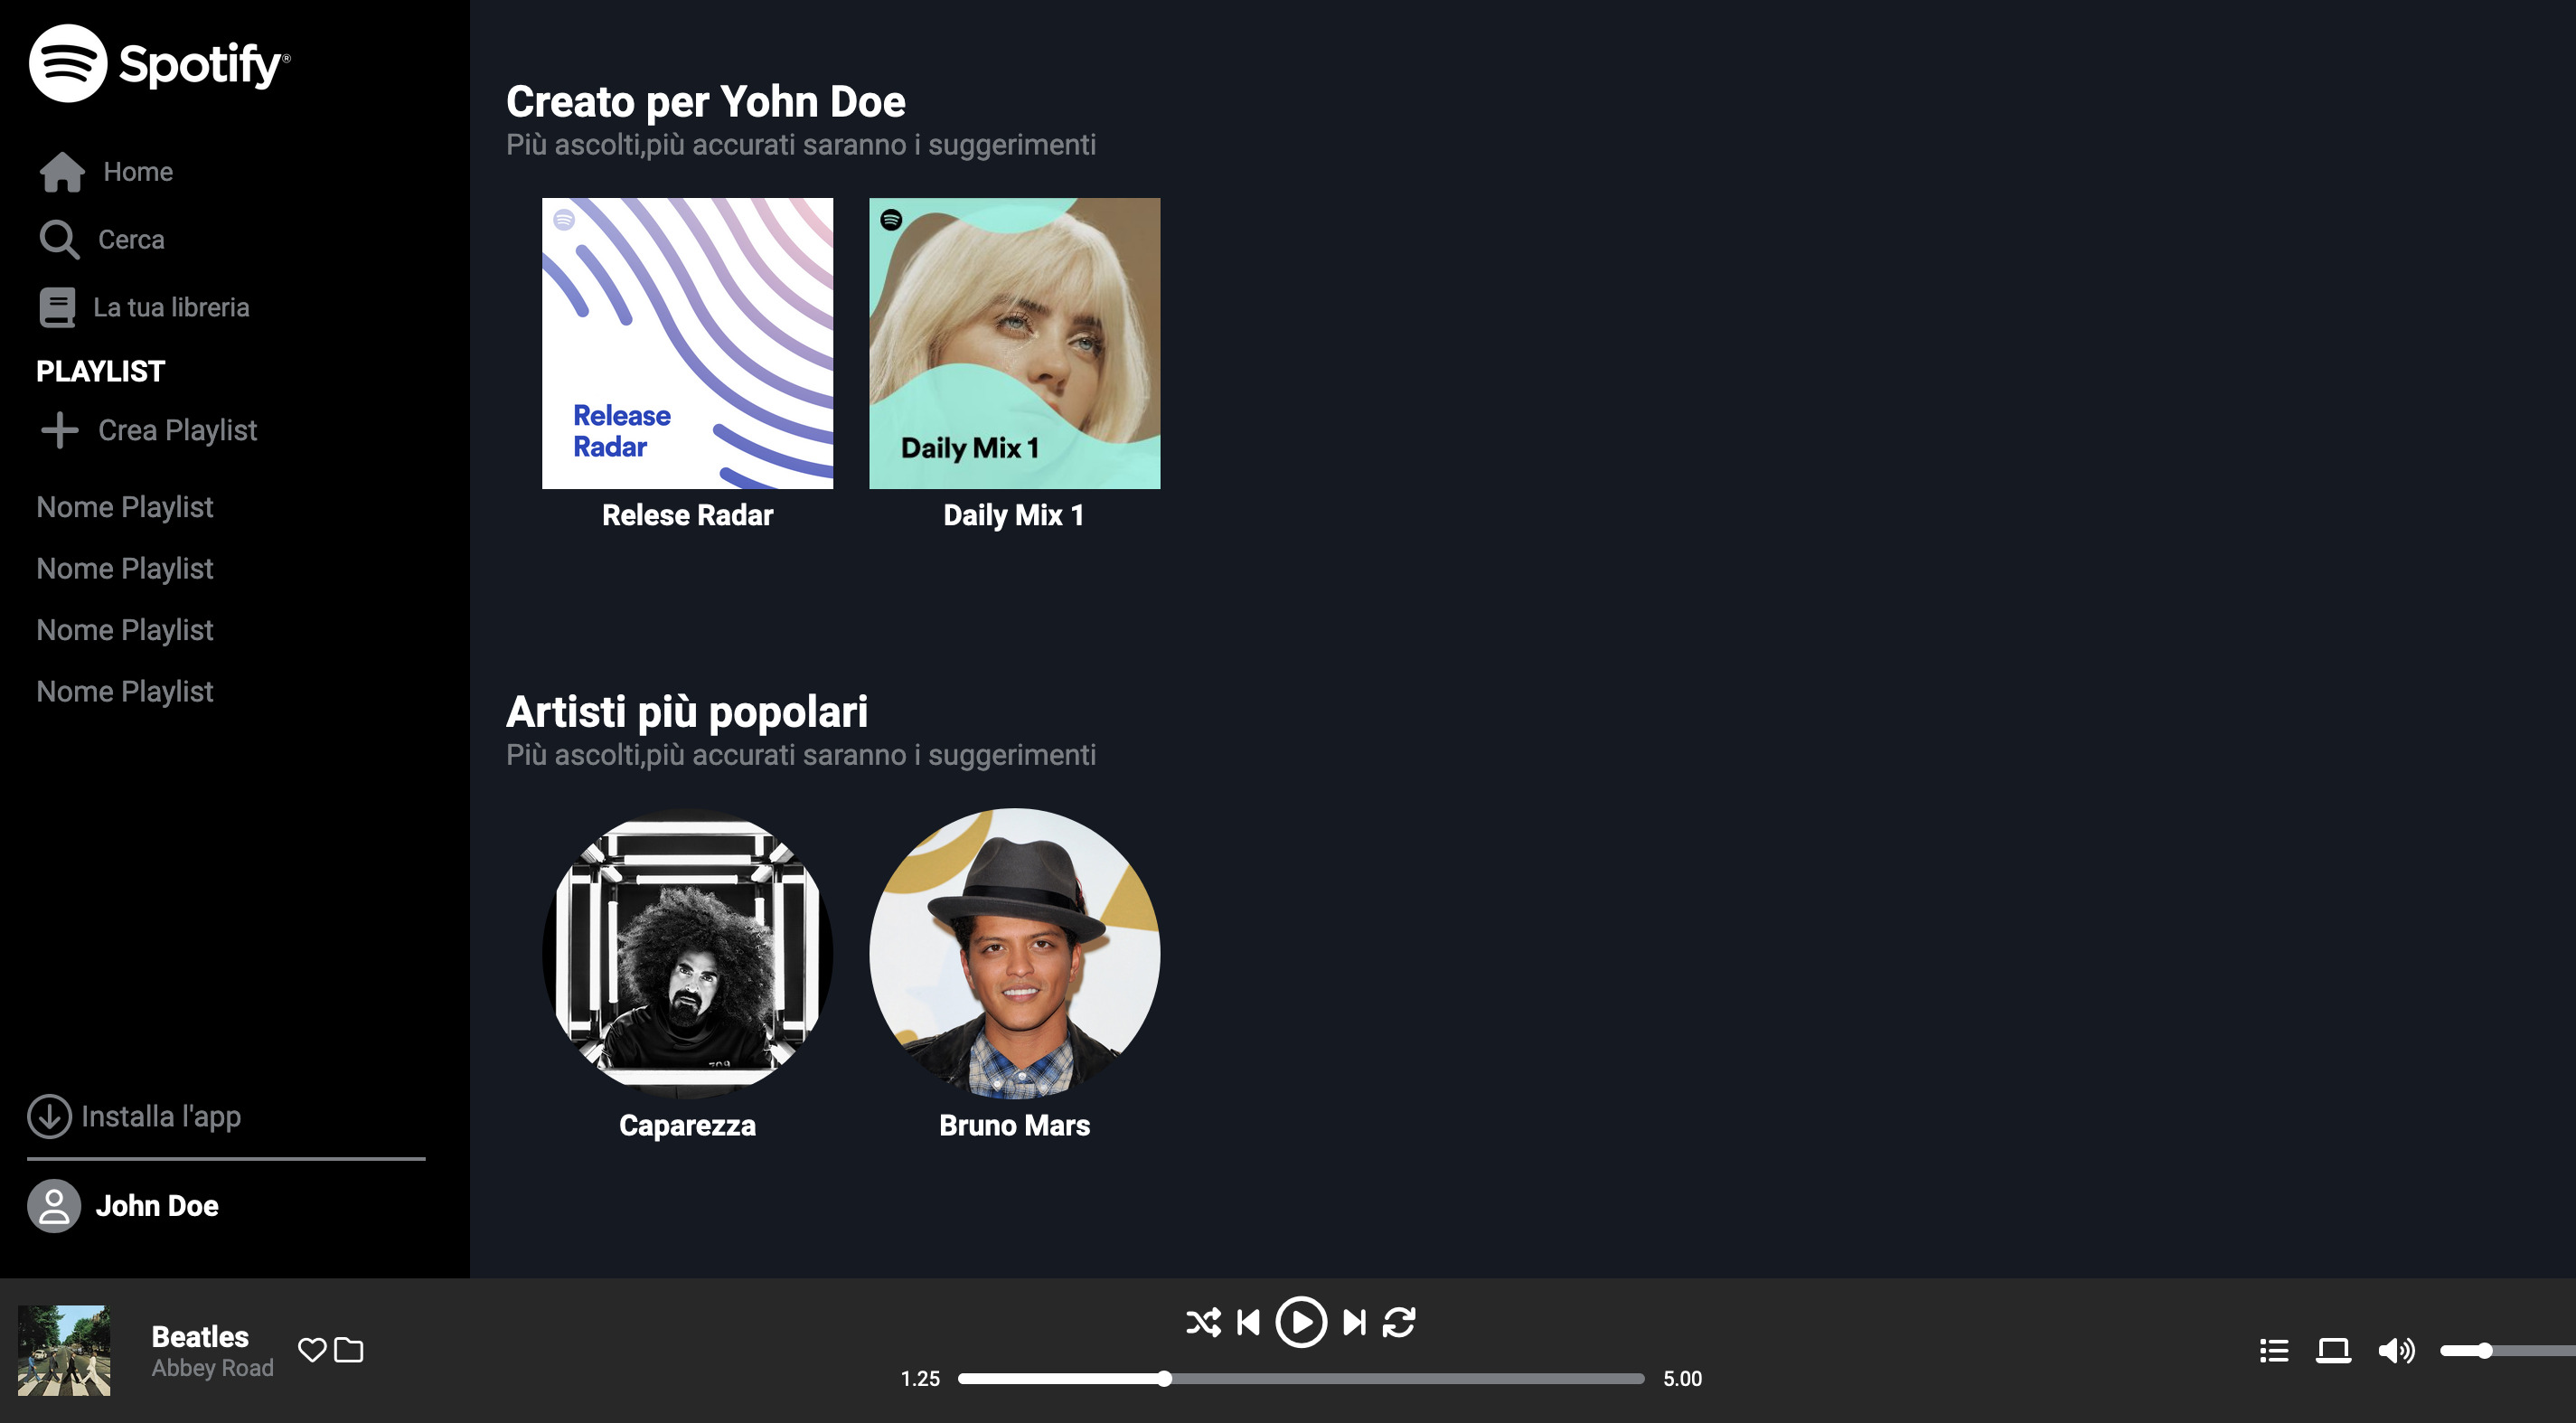 Spotify®
Home
Cerca
La tua libreria
PLAYLIST
Crea Playlist
Nome Playlist
Nome Playlist
Nome Playlist
Nome Playlist
Installa l'app
John Doe
Creato per Yohn Doe
Più ascolti,più accurati saranno i suggerimenti
Release
Radar
Daily Mix 1
Relese Radar
Daily Mix 1
Artisti più popolari
Più ascolti,più accurati saranno i suggerimenti
Caparezza
Bruno Mars
Beatles
Abbey Road
1.25
5.00